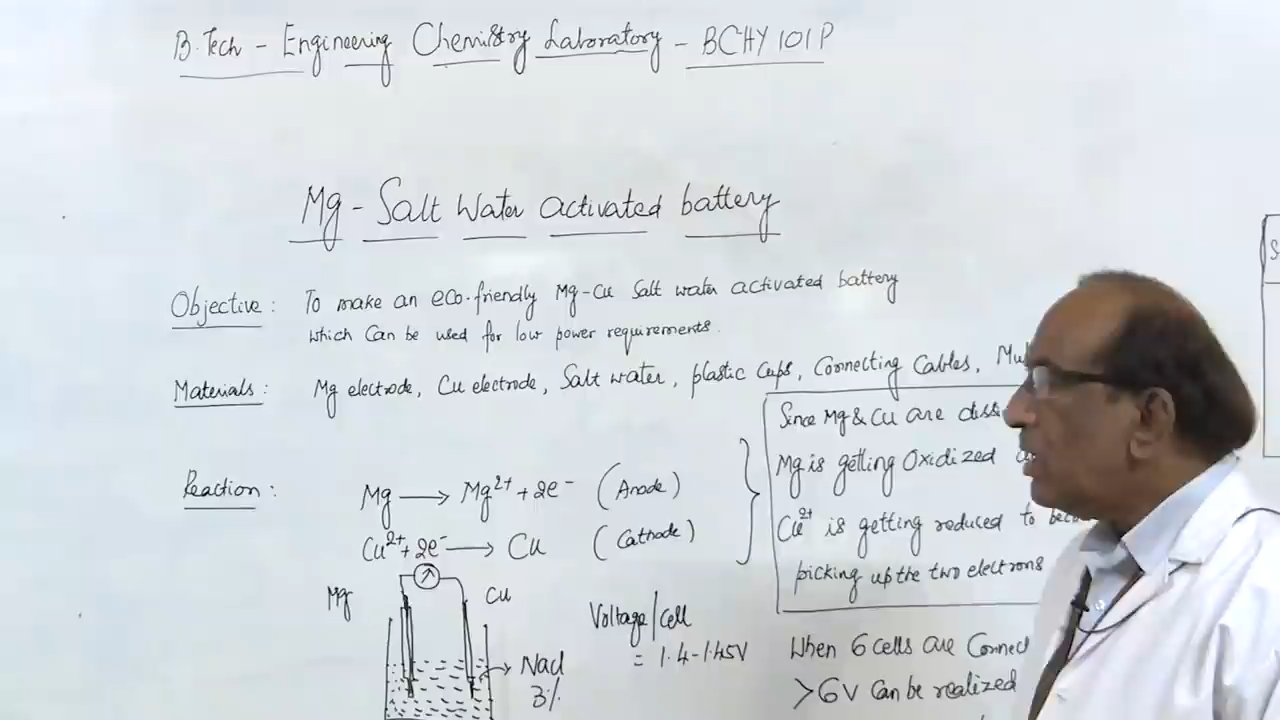 B.Tech - Engineering Chemistry Laboratory - BCHY101P
Mg - Salt Water activated battery
Objective : To make an eco-friendly Mg-Cu Salt water activated battery
which Can be used for low power requirements.
Materials : Mg electrode, Cu electrode, Salt water, plastic Cups, Connecting Cables,
Since Mg & Cu are
Mg is getting Oxidized
Reaction : Mg → Mg²⁺ + 2e⁻ (Anode)
Cu²⁺ + 2e⁻ → Cu (Cathode)
Cu²⁺ is getting reduced to
picking up the two electrons
Mg Cu
Voltage/Cell
= 1.4-1.45V
NaCl
3%
When 6 Cells are
>6V Can be realized